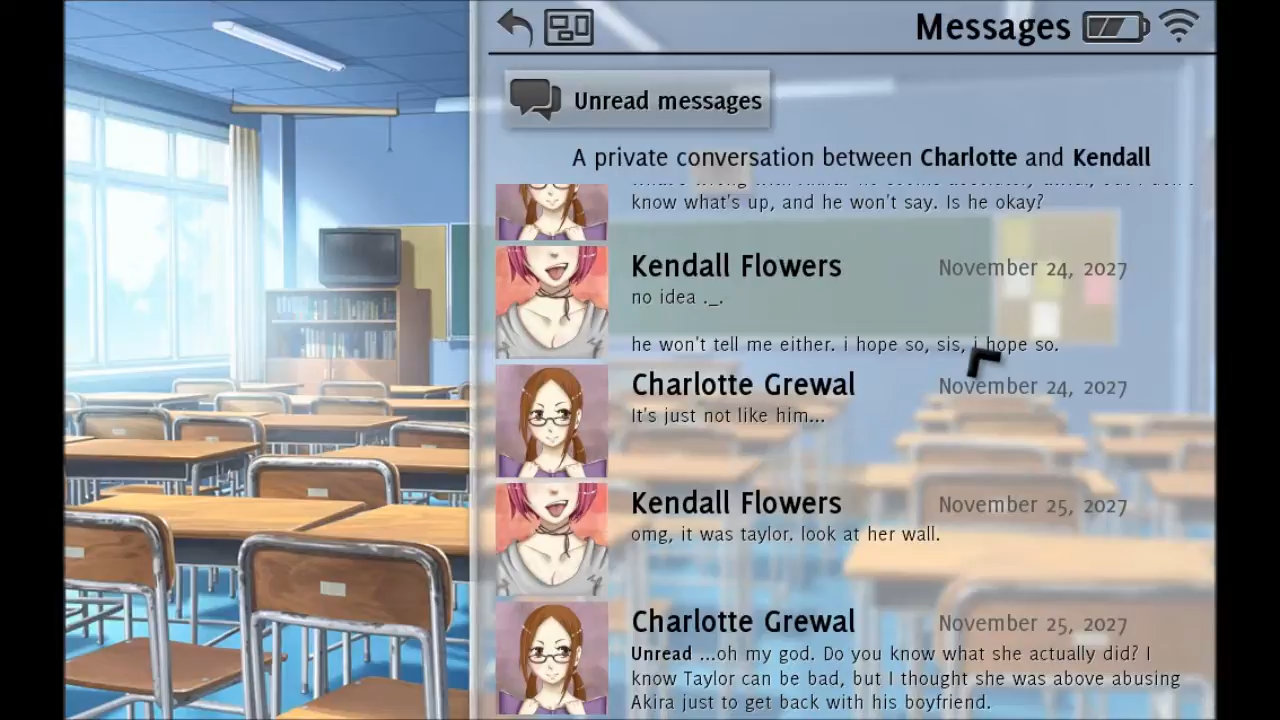 Messages
Unread messages
A private conversation between Charlotte and Kendall
know what's up, and he won't say. Is he okay?
Kendall Flowers November 24, 2027
no idea ._.
he won't tell me either. i hope so, sis, i hope so.
Charlotte Grewal November 24, 2027
It's just not like him...
Kendall Flowers November 25, 2027
omg, it was taylor. look at her wall.
Charlotte Grewal November 25, 2027
Unread ...oh my god. Do you know what she actually did? I
know Taylor can be bad, but I thought she was above abusing
Akira just to get back with his boyfriend.